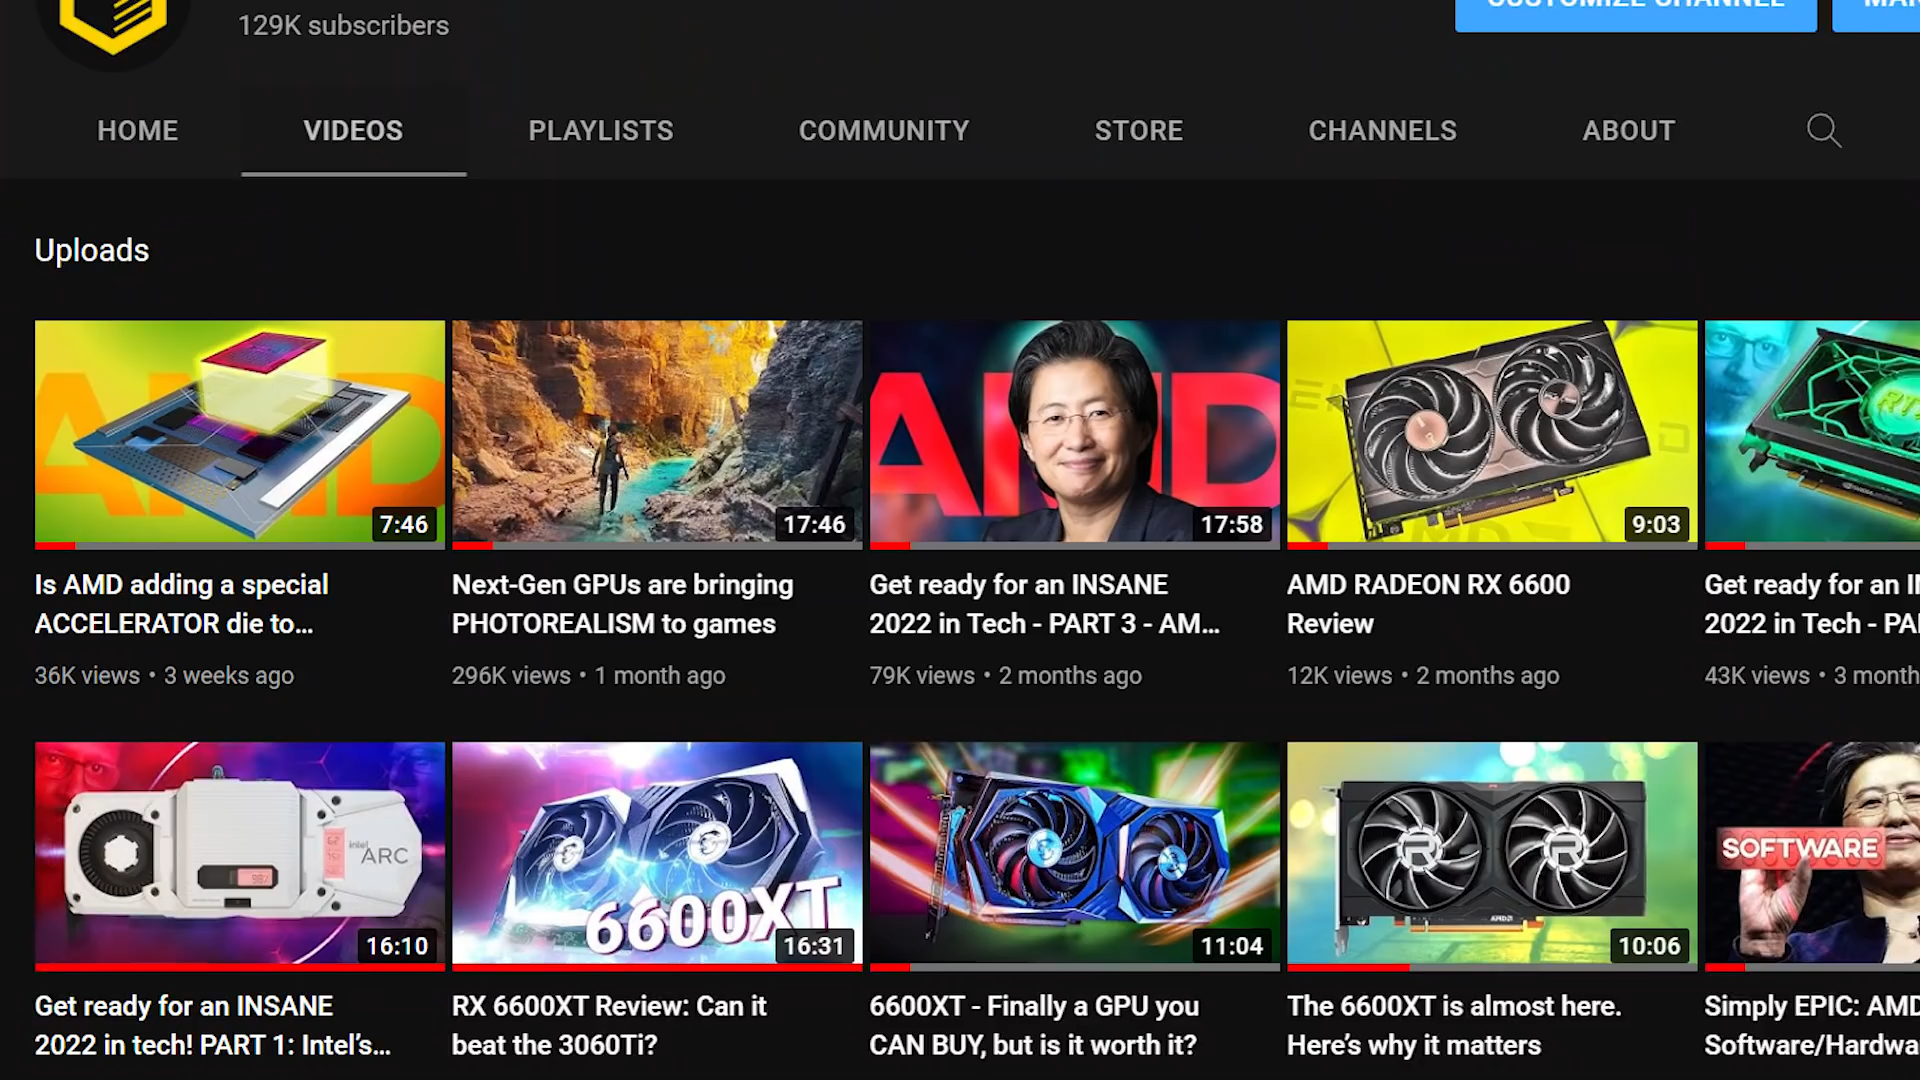 CUSTOMIZE CHANNEL
129K subscribers
HOME VIDEOS PLAYLISTS COMMUNITY STORE CHANNELS ABOUT
Uploads
AMD
7:46
17:46
AMD
17:58
9:03
RTX
Is AMD adding a special
ACCELERATOR die to...
36K views • 3 weeks ago
Next-Gen GPUs are bringing
PHOTOREALISM to games
296K views • 1 month ago
Get ready for an INSANE
2022 in Tech - PART 3 - AM...
79K views • 2 months ago
AMD RADEON RX 6600
Review
12K views • 2 months ago
Get ready for an I
2022 in Tech - PA
43K views • 3 month
intel
ARC
16:10
6600XT
16:31
11:04
AMD
10:06
SOFTWARE
Get ready for an INSANE
2022 in tech! PART 1: Intel’s...
RX 6600XT Review: Can it
beat the 3060Ti?
6600XT - Finally a GPU you
CAN BUY, but is it worth it?
The 6600XT is almost here.
Here’s why it matters
Simply EPIC: AMD
Software/Hardwa